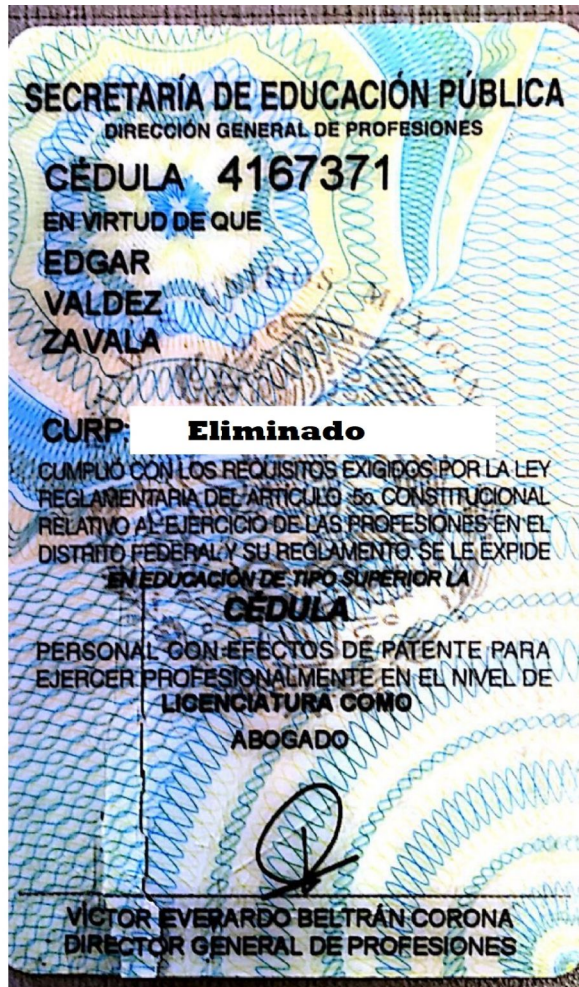 SECRETARÍA DE EDUCACIÓN PÚBLICA
DIRECCIÓN GENERAL DE PROFESIONES
CÉDULA 4167371
EN VIRTUD DE QUE
EDGAR
VALDEZ
ZAVALA
CURP: Eliminado
CUMPLIÓ CON LOS REQUISITOS EXIGIDOS POR LA LEY
REGLAMENTARIA DEL ARTÍCULO 5o. CONSTITUCIONAL
RELATIVO AL EJERCICIO DE LAS PROFESIONES EN EL
DISTRITO FEDERAL Y SU REGLAMENTO. SE LE EXPIDE
EN EDUCACIÓN DE TIPO SUPERIOR LA
CÉDULA
PERSONAL CON EFECTOS DE PATENTE PARA
EJERCER PROFESIONALMENTE EN EL NIVEL DE
LICENCIATURA COMO
ABOGADO
VÍCTOR EVERARDO BELTRÁN CORONA
DIRECTOR GENERAL DE PROFESIONES